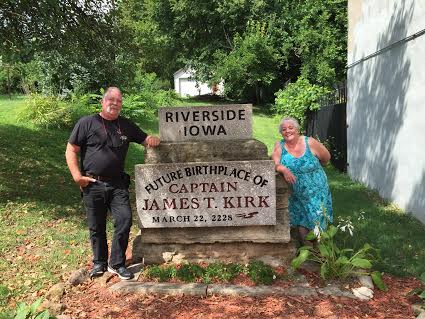 RIVERSIDE
IOWA
FUTURE BIRTHPLACE OF
CAPTAIN
JAMES T. KIRK
MARCH 22, 2228